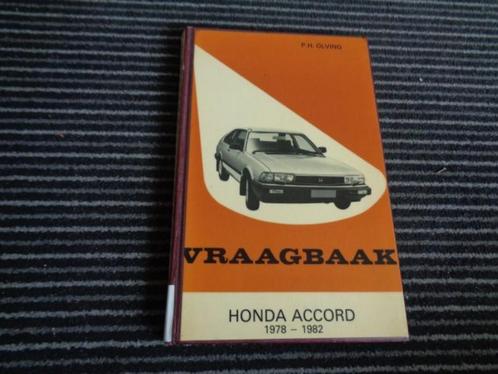 P.H. OLVING
VRAAGBAAK
HONDA ACCORD
1978 - 1982